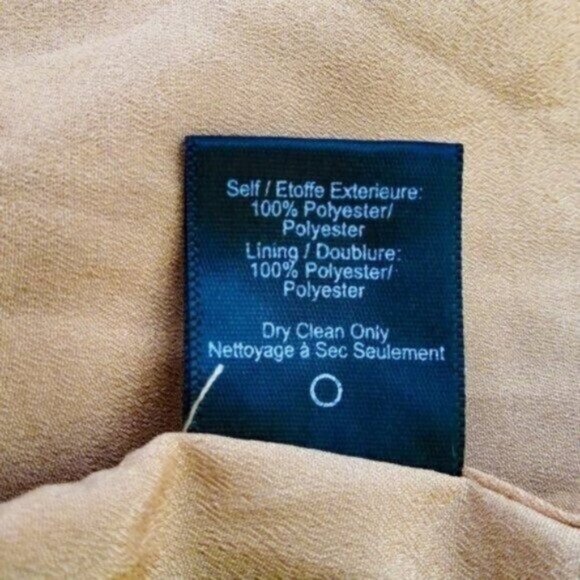 Self / Etoffe Exterieure:
100% Polyester/
Polyester
Lining / Doublure:
100% Polyester/
Polyester
Dry Clean Only
Nettoyage à Sec Seulement